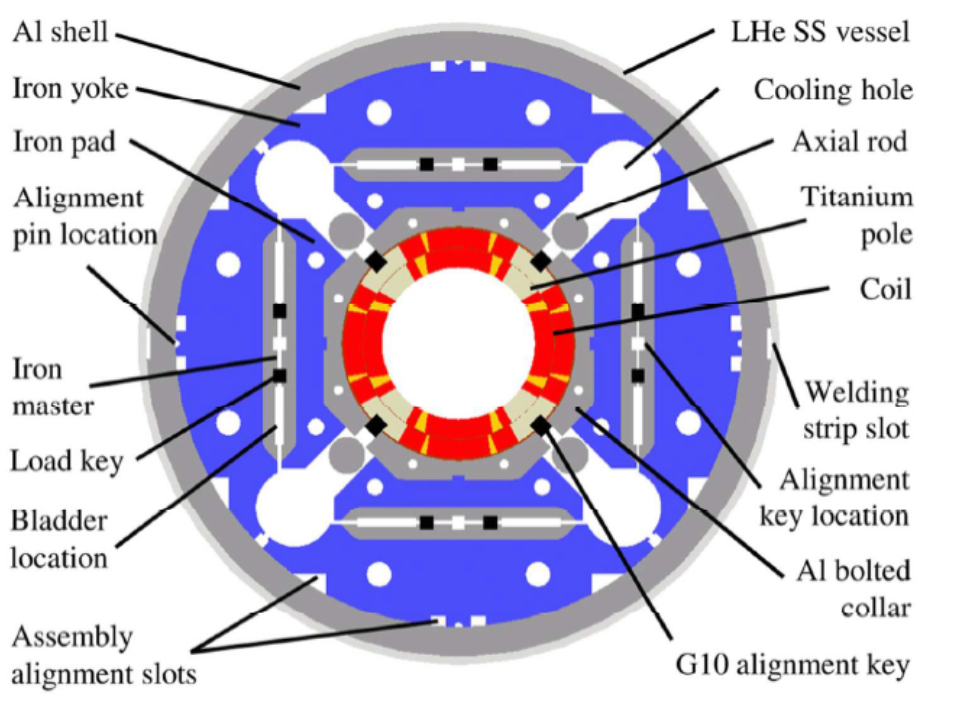 Al shell
Iron yoke
Iron pad
Alignment
pin location
Iron
master
Load key
Bladder
location
Assembly
alignment slots
LHe SS vessel
Cooling hole
Axial rod
Titanium
pole
Coil
Welding
strip slot
Alignment
key location
Al bolted
collar
G10 alignment key